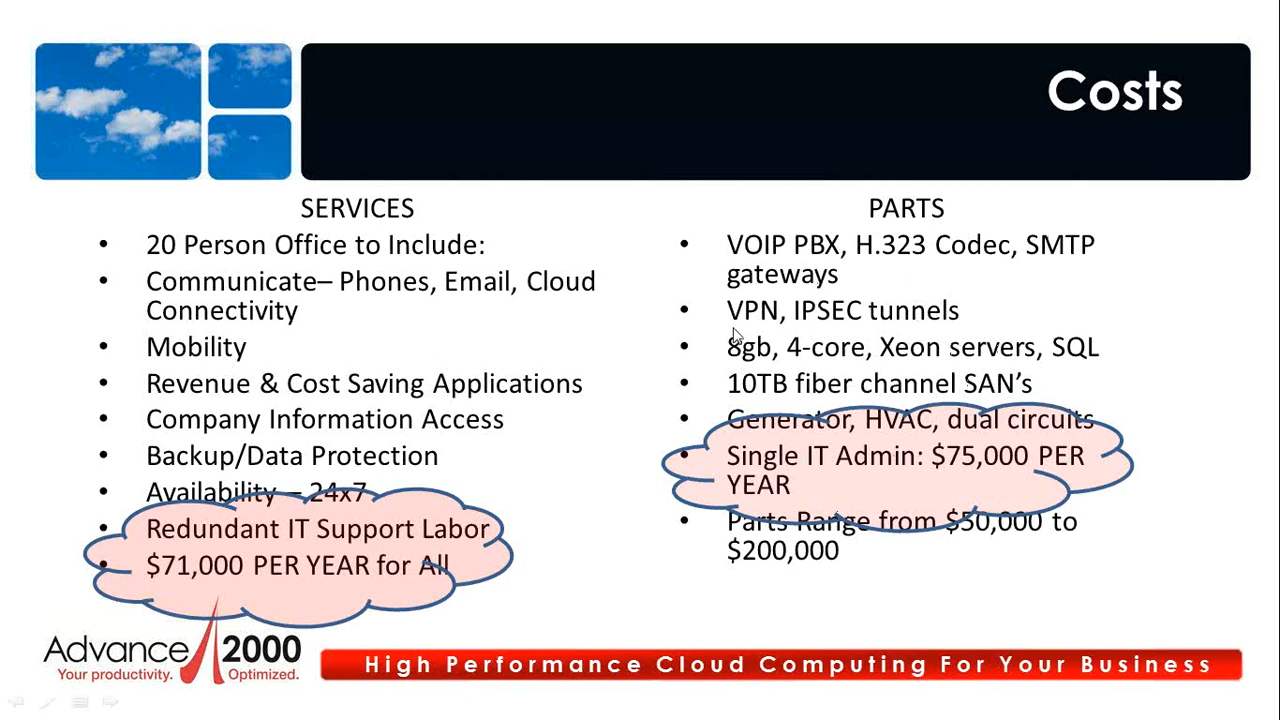 Costs
SERVICES
• 20 Person Office to Include:
• Communicate– Phones, Email, Cloud
Connectivity
• Mobility
• Revenue & Cost Saving Applications
• Company Information Access
• Backup/Data Protection
• Availability – 24x7
• Redundant IT Support Labor
• $71,000 PER YEAR for All
PARTS
• VOIP PBX, H.323 Codec, SMTP
gateways
• VPN, IPSEC tunnels
• 8gb, 4-core, Xeon servers, SQL
• 10TB fiber channel SAN’s
• Generator, HVAC, dual circuits
• Single IT Admin: $75,000 PER
YEAR
• Parts Range from $50,000 to
$200,000
Advance 2000
Your productivity. Optimized.
High Performance Cloud Computing For Your Business